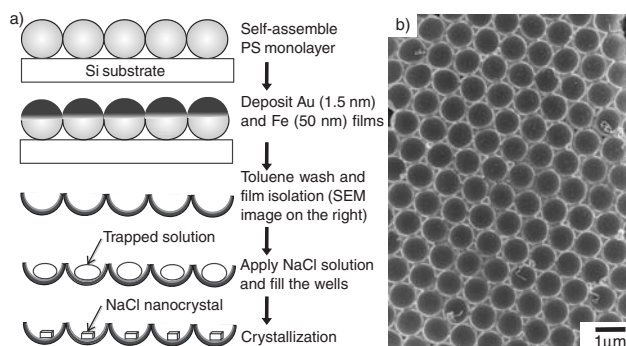 a)
Self-assemble
PS monolayer
Si substrate
Deposit Au (1.5 nm)
and Fe (50 nm) films
Toluene wash and
film isolation (SEM
image on the right)
Trapped solution
Apply NaCl solution
and fill the wells
NaCl nanocrystal
Crystallization
b)
1µm